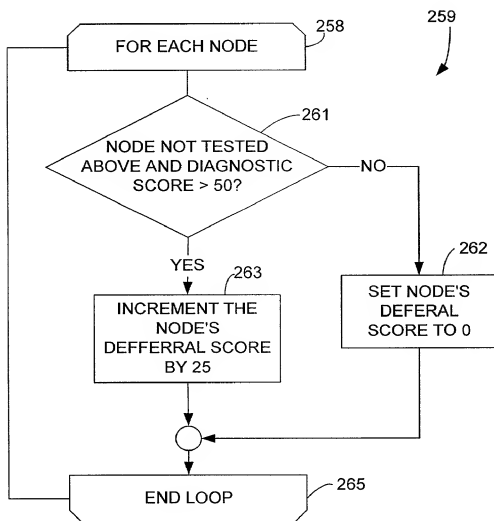 FOR EACH NODE
258
259
261
NODE NOT TESTED
ABOVE AND DIAGNOSTIC
SCORE > 50?
NO
YES
263
262
INCREMENT THE
NODE'S
DEFFERRAL SCORE
BY 25
SET NODE'S
DEFERAL
SCORE TO 0
END LOOP
265